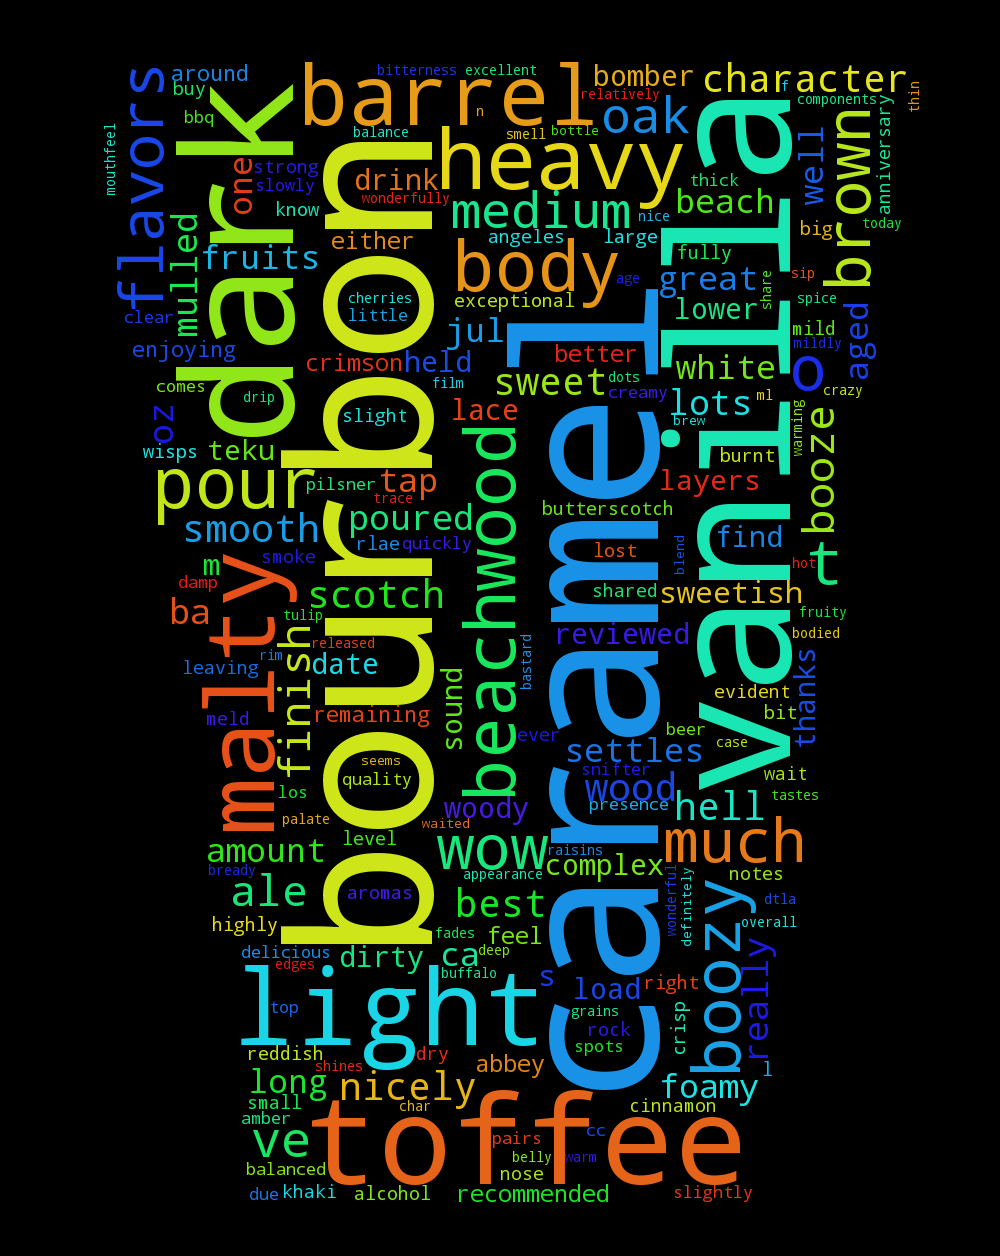 bitterness excellent
around
barrel
bomber
character
flavors
buy
relatively
f
components
thin
bbq
n
oak
balance
smell
bottle
mouthfeel
dark
heavy
vanilla
well
brown
anniversary
strong
one
slowly
drink
wonderfully
thick
know
medium
nice
beach
mulled
either
angeles
large
big
today
fruits
body
fully
age
great
share
sip
clear
cherries
little
exceptional
lower
spice
jul
mild
aged
enjoying
crimson
held
better
mildly
film
white
o
comes
drip
sweet
dots
creamy
lots
ml
crazy
slight
lace
brew
warming
oz
bourbon
caramel
booze
wisps
teku
burnt
pour
pilsner
tap
layers
trace
butterscotch
smooth
poured
beachwood
find
rlae
quickly
lost
blend
smoke
m
hot
t
damp
scotch
shared
sweetish
malty
ba
tulip
fruity
finish
released
reviewed
bodied
rim
date
bastard
leaving
thanks
sound
evident
meld
remaining
bit
ever
beer
case
settles
seems
quality
snifter
wood
wait
los
presence
tastes
woody
hell
palate
waited
level
wow
much
amount
raisins
complex
bready
appearance
notes
ale
aromas
best
wonderful
definitely
dtla
highly
fades
feel
boozy
overall
delicious
dirty
ca
deep
edges
buffalo
s
light
load
right
really
top
grains
crisp
rock
reddish
dry
spots
shines
abbey
l
long
nicely
foamy
small
char
cinnamon
amber
toffee
ve
pairs
cc
balanced
belly
warm
nose
due
khaki
alcohol
recommended
slightly